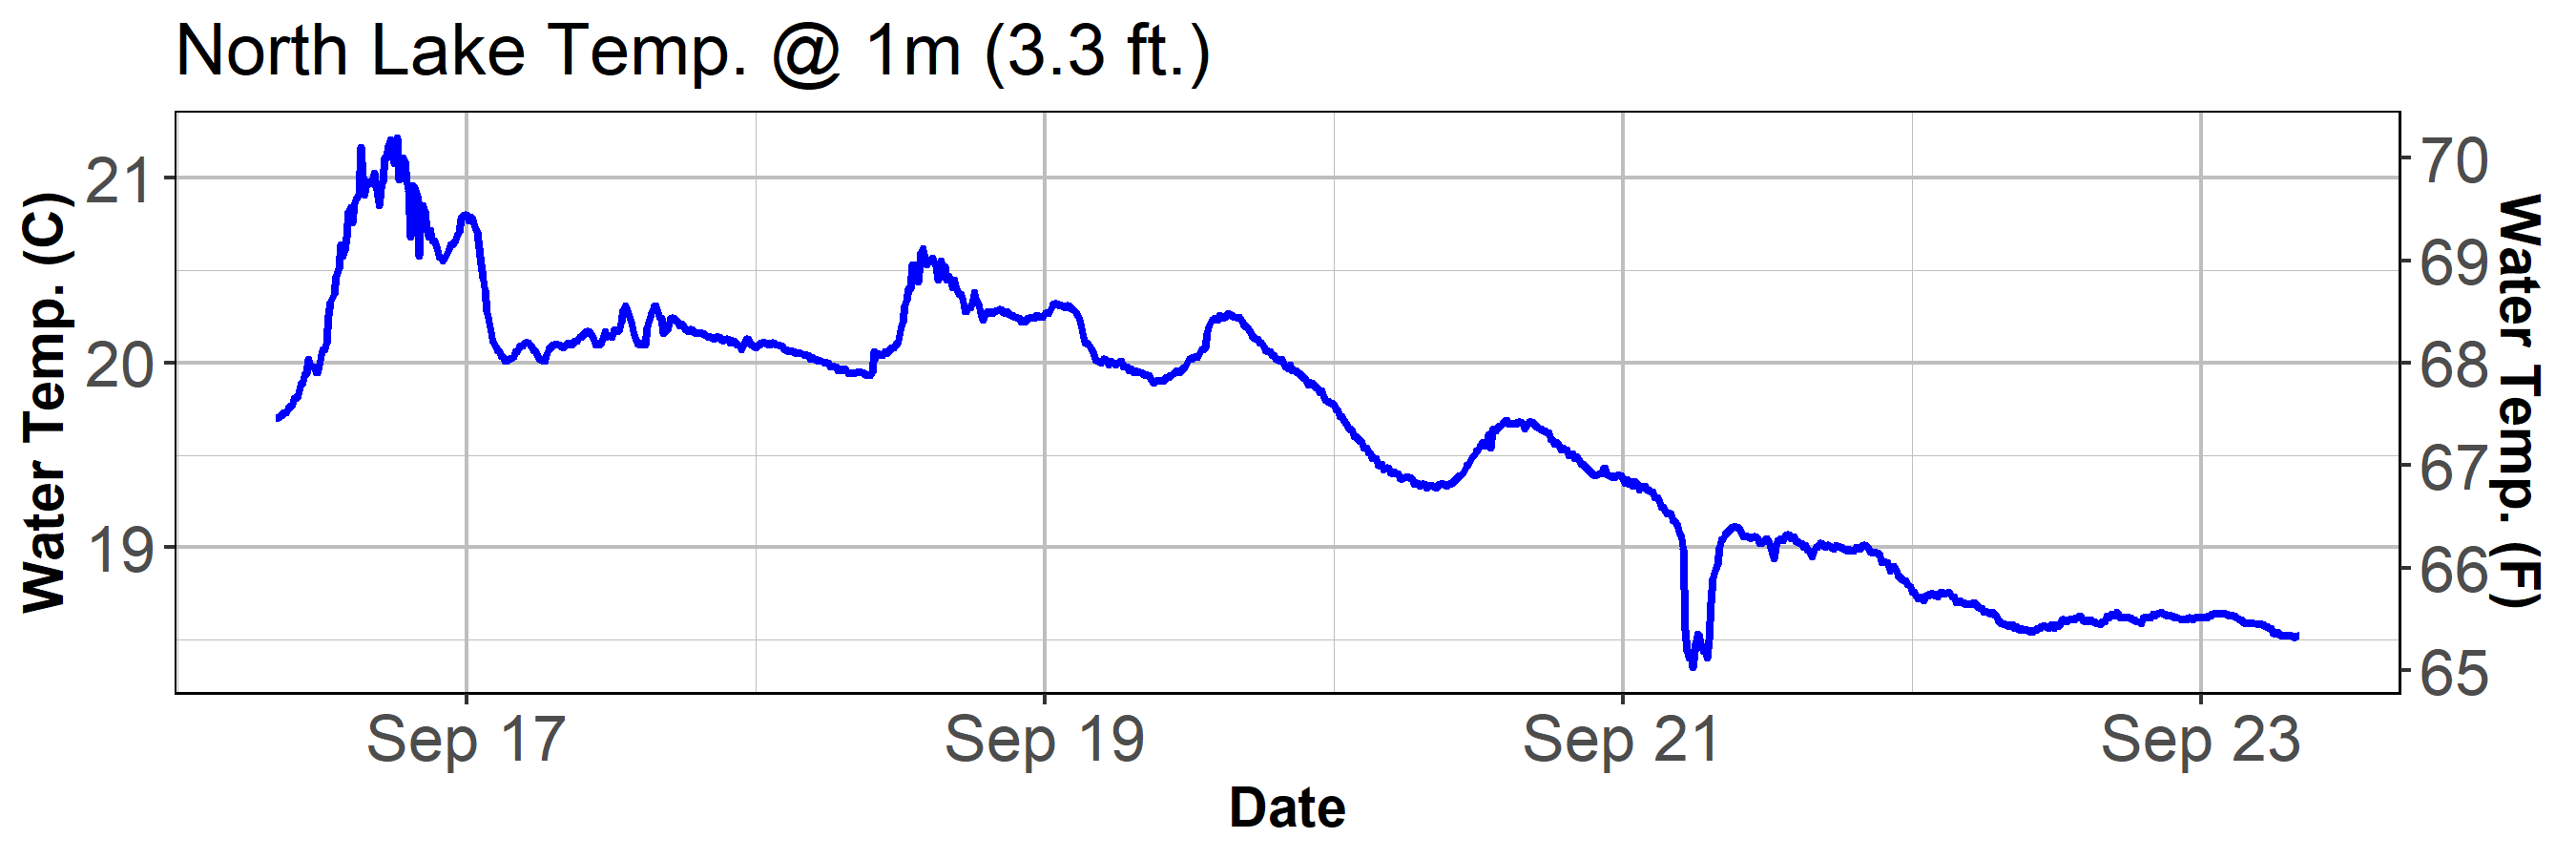 North Lake Temp. @ 1m (3.3 ft.)
Water Temp. (C)
21
20
19
70
69
68
67
66
65
Water Temp. (F)
Sep 17
Sep 19
Sep 21
Sep 23
Date